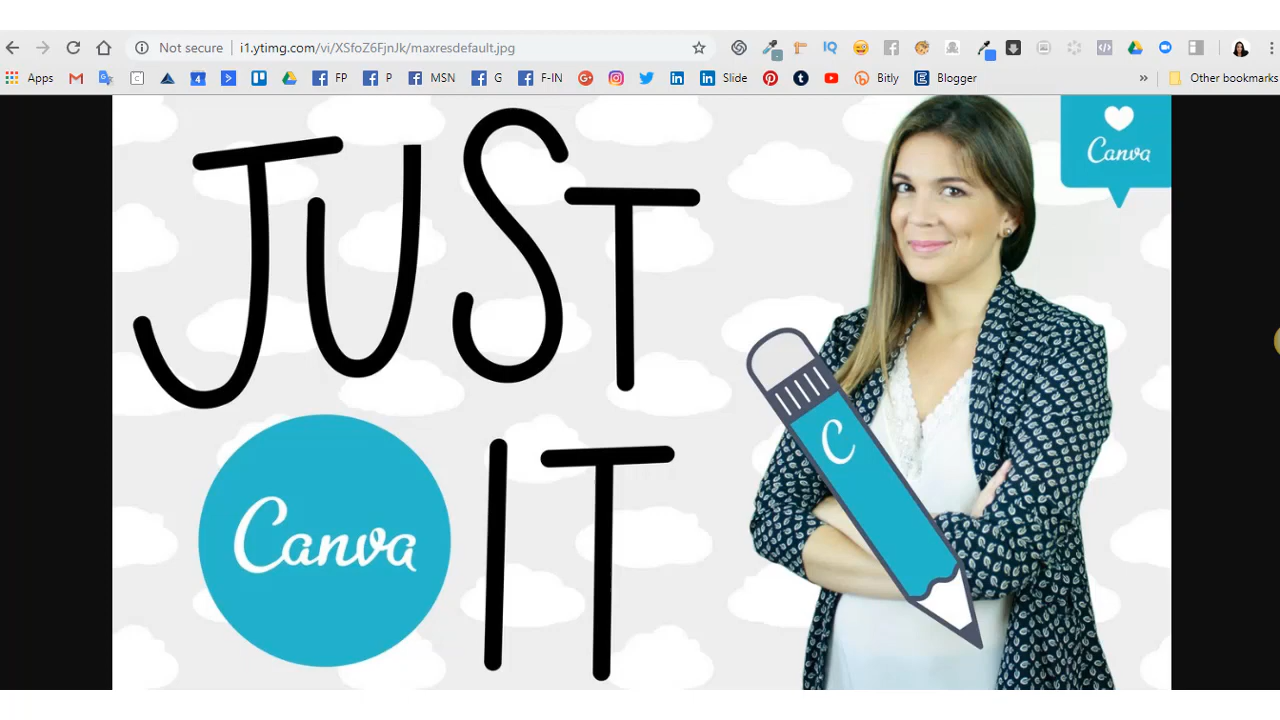 Not secure i1.ytimg.com/vi/XSfoZ6FjnJk/maxresdefault.jpg
IQ
Apps FP P MSN G F-IN Slide Bitly Blogger » Other bookmarks
JUST
Canva
IT
Canva
C